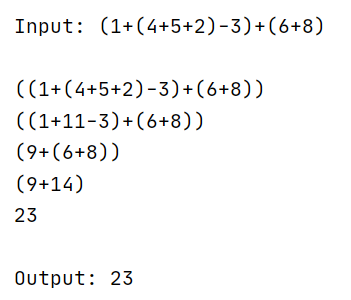 Input: (1+(4+5+2)-3)+(6+8)
((1+(4+5+2)-3)+(6+8))
((1+11-3)+(6+8))
(9+(6+8))
(9+14)
23
Output: 23